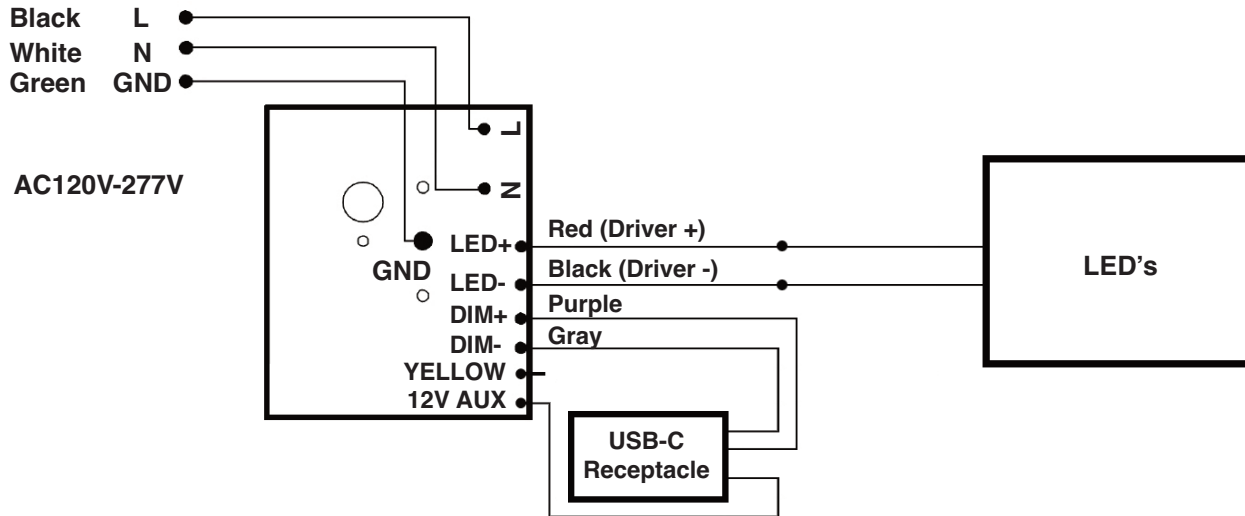 Black L
White N
Green GND
L
AC120V-277V
N
Red (Driver +)
LED+
GND
Black (Driver -)
LED-
LED's
Purple
DIM+
Gray
DIM-
YELLOW
12V AUX
USB-C
Receptacle